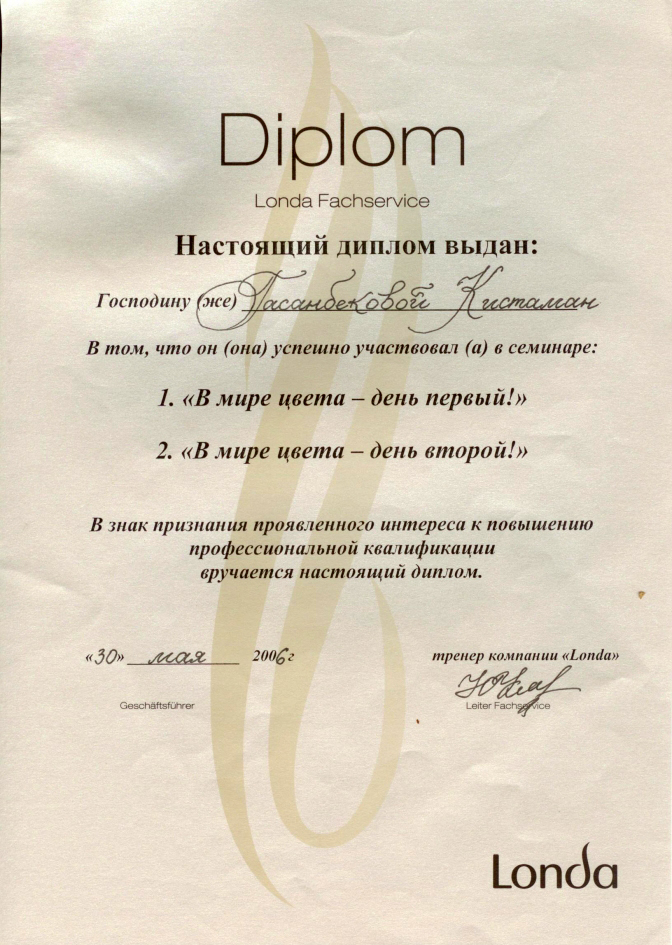 Diplom
Londa Fachservice
Настоящий диплом выдан:
Господину (же) Гасанбековой Кистаман
В том, что он (она) успешно участвовал (а) в семинаре:
1. «В мире цвета – день первый!»
2. «В мире цвета – день второй!»
В знак признания проявленного интереса к повышению
профессиональной квалификации
вручается настоящий диплом.
«30» мая 2006г
тренер компании «Londa»
Geschäftsführer
Leiter Fachservice
Londa